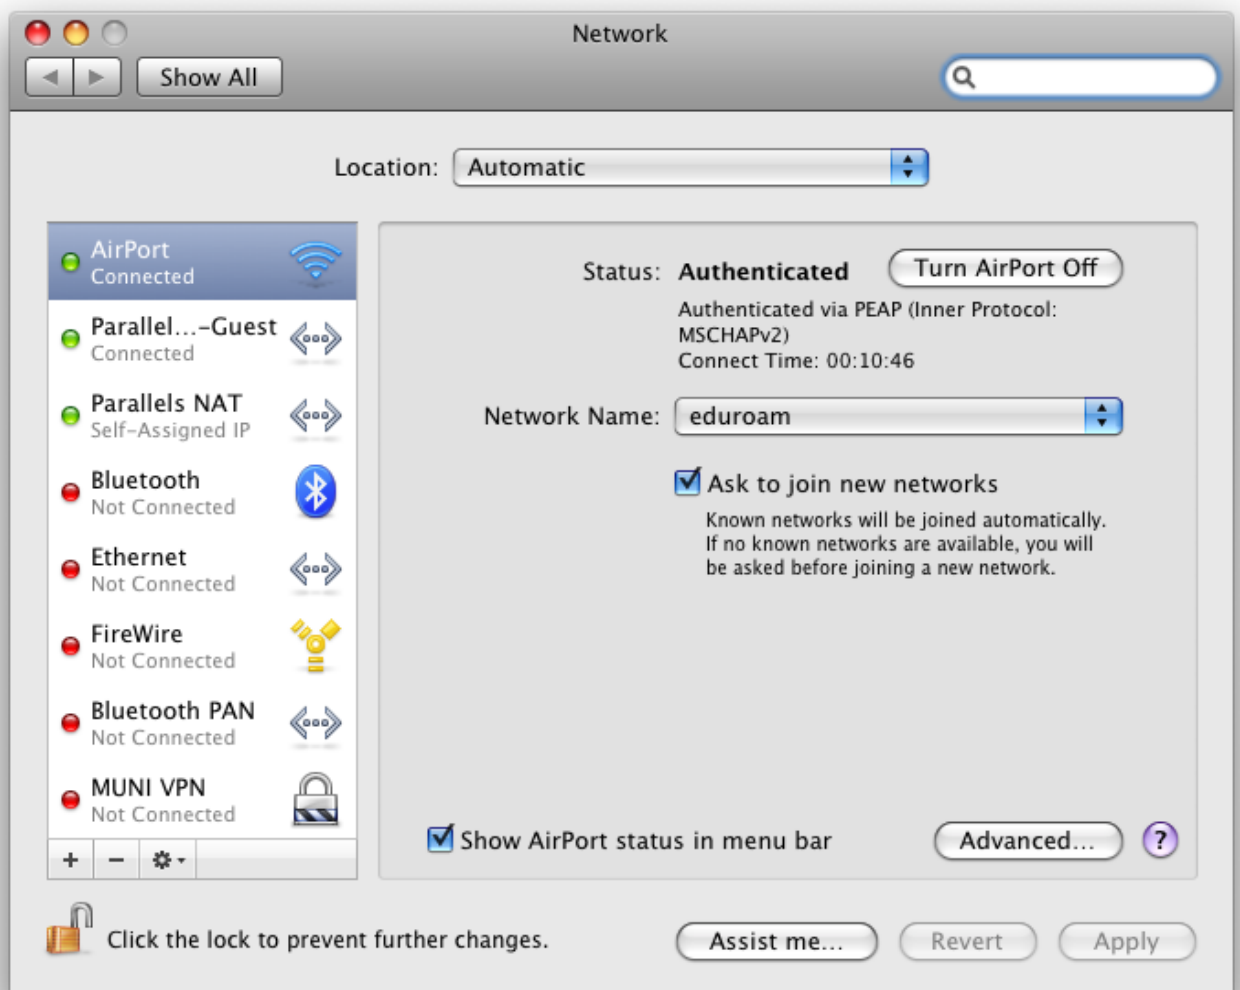 Network
Show All
Location: Automatic
AirPort
Connected
Parallel...-Guest
Connected
Parallels NAT
Self-Assigned IP
Bluetooth
Not Connected
Ethernet
Not Connected
FireWire
Not Connected
Bluetooth PAN
Not Connected
MUNI VPN
Not Connected
Status: Authenticated
Turn AirPort Off
Authenticated via PEAP (Inner Protocol:
MSCHAPv2)
Connect Time: 00:10:46
Network Name: eduroam
Ask to join new networks
Known networks will be joined automatically.
If no known networks are available, you will
be asked before joining a new network.
Show AirPort status in menu bar
Advanced...
?
Click the lock to prevent further changes.
Assist me...
Revert
Apply